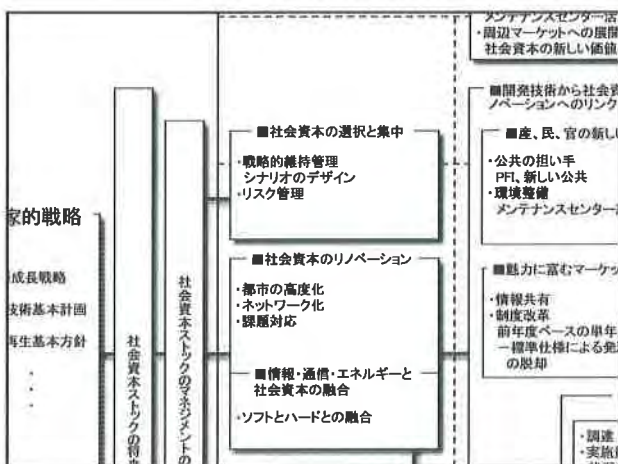 家的戦略
成長戦略
技術基本計画
再生基本方針
・
・
・
社会資本ストックの将来
社会資本ストックのマネジメントの
■社会資本の選択と集中
・戦略的維持管理
シナリオのデザイン
・リスク管理
■社会資本のリノベーション
・都市の高度化
・ネットワーク化
・課題対応
■情報・通信・エネルギーと
社会資本の融合
・ソフトとハードとの融合
メンテナンスセンター活
・周辺マーケットへの展開
社会資本の新しい価値
■開発技術から社会資
ノベーションへのリンク
■産、民、官の新しい
・公共の担い手
PFI、新しい公共
・環境整備
メンテナンスセンター活
■魅力に富むマーケッ
・情報共有
・制度改革
前年度ベースの単年
－標準仕様による発
の脱却
・調達
・実施